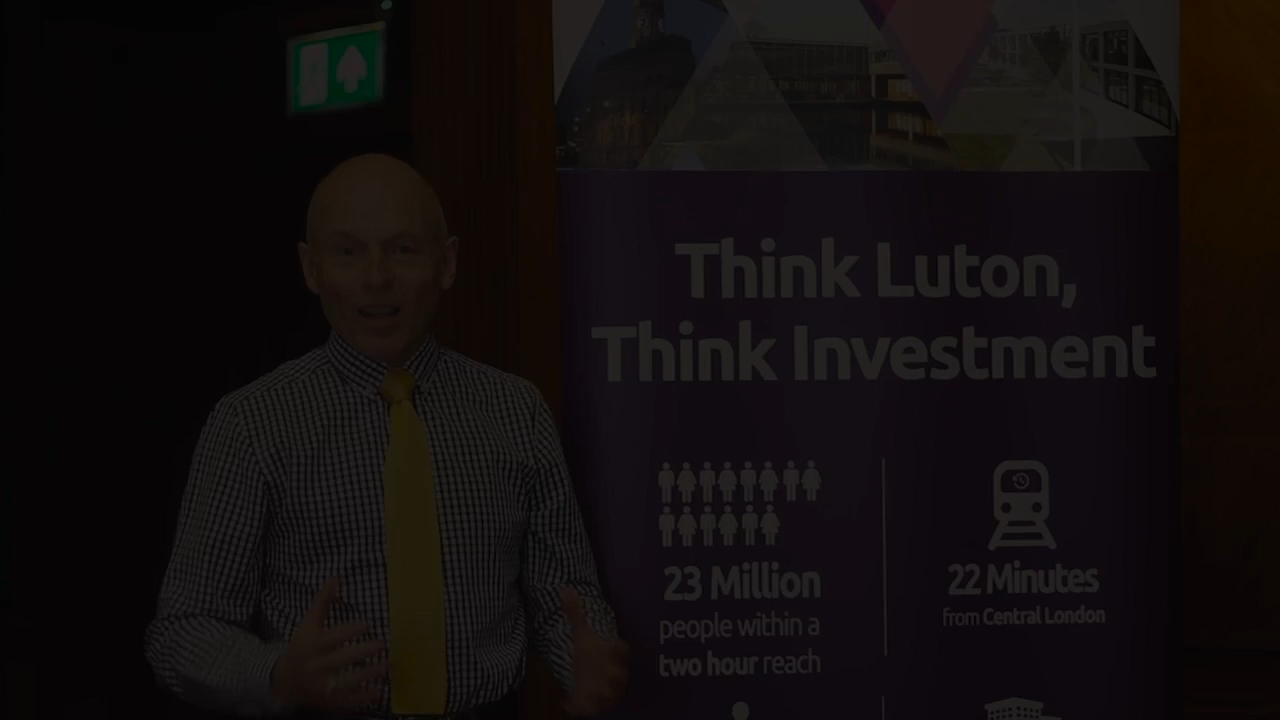 Think Luton,
Think Investment
23 Million
people within a
two hour reach
22 Minutes
from Central London